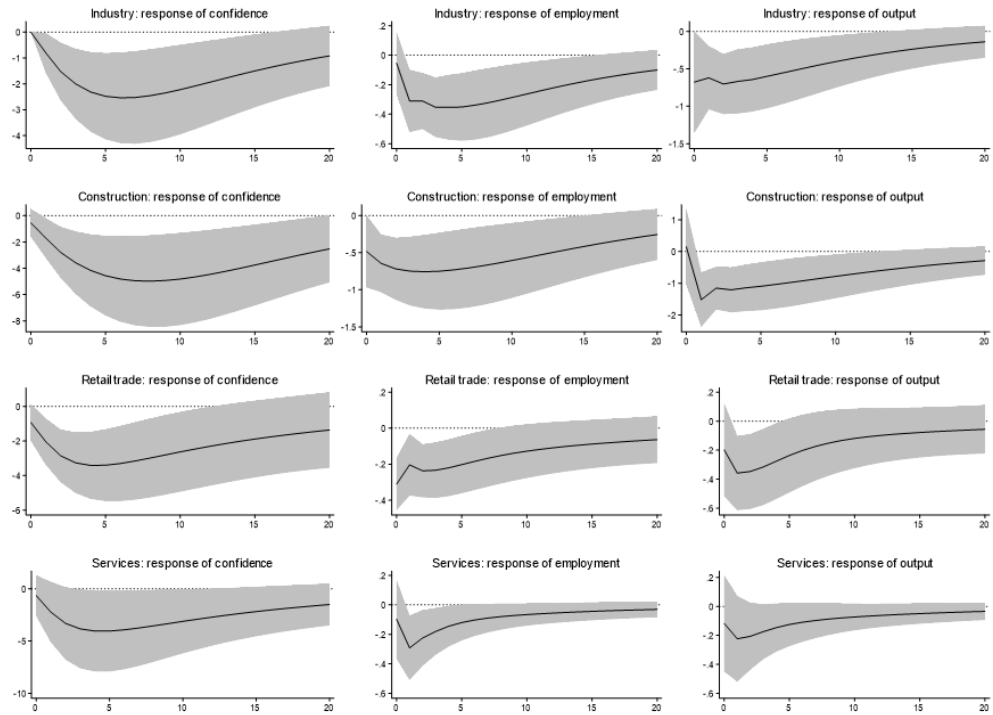 Industry: response of confidence
0
-1
-2
-3
-4
0 5 10 15 20
Industry: response of employment
.2
0
-.2
-.4
-.6
0 5 10 15 20
Industry: response of output
0
-.5
-1
-1.5
0 5 10 15 20
Construction: response of confidence
0
-2
-4
-6
-8
0 5 10 15 20
Construction: response of employment
0
-.5
-1
-1.5
0 5 10 15 20
Construction: response of output
1
0
-1
-2
0 5 10 15 20
Retail trade: response of confidence
0
-2
-4
-6
0 5 10 15 20
Retail trade: response of employment
.2
0
-.2
-.4
0 5 10 15 20
Retail trade: response of output
.2
0
-.2
-.4
-.6
0 5 10 15 20
Services: response of confidence
0
-5
-10
0 5 10 15 20
Services: response of employment
.2
0
-.2
-.4
-.6
0 5 10 15 20
Services: response of output
.2
0
-.2
-.4
-.6
0 5 10 15 20